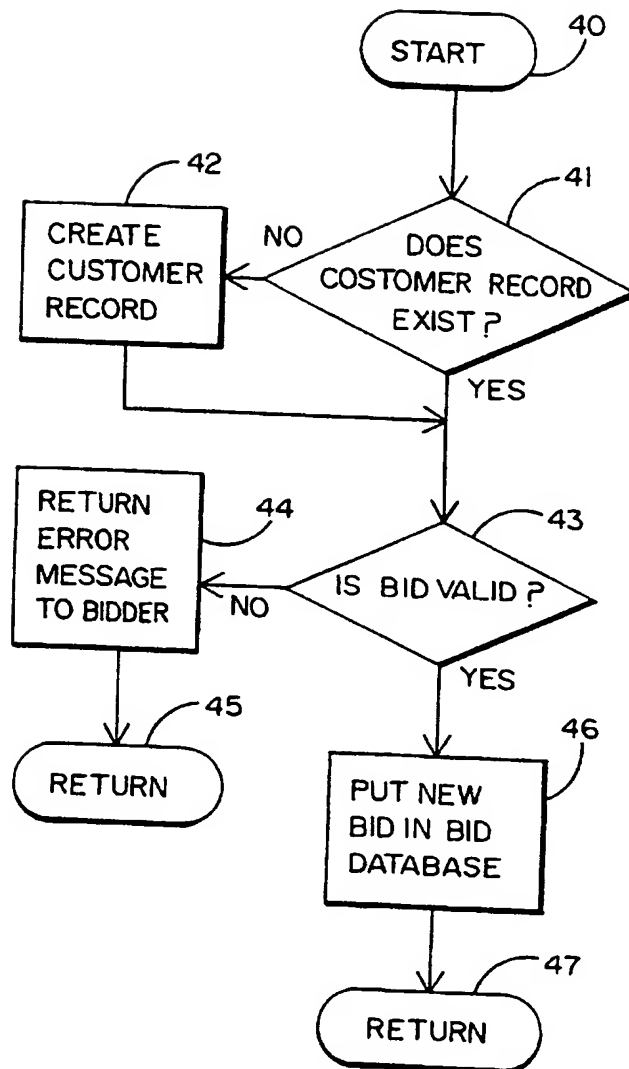 START
40
42
41
CREATE
CUSTOMER
RECORD
NO
DOES
COSTOMER RECORD
EXIST?
YES
RETURN
ERROR
MESSAGE
TO BIDDER
44
43
NO
IS BID VALID?
YES
45
RETURN
46
PUT NEW
BID IN BID
DATABASE
47
RETURN